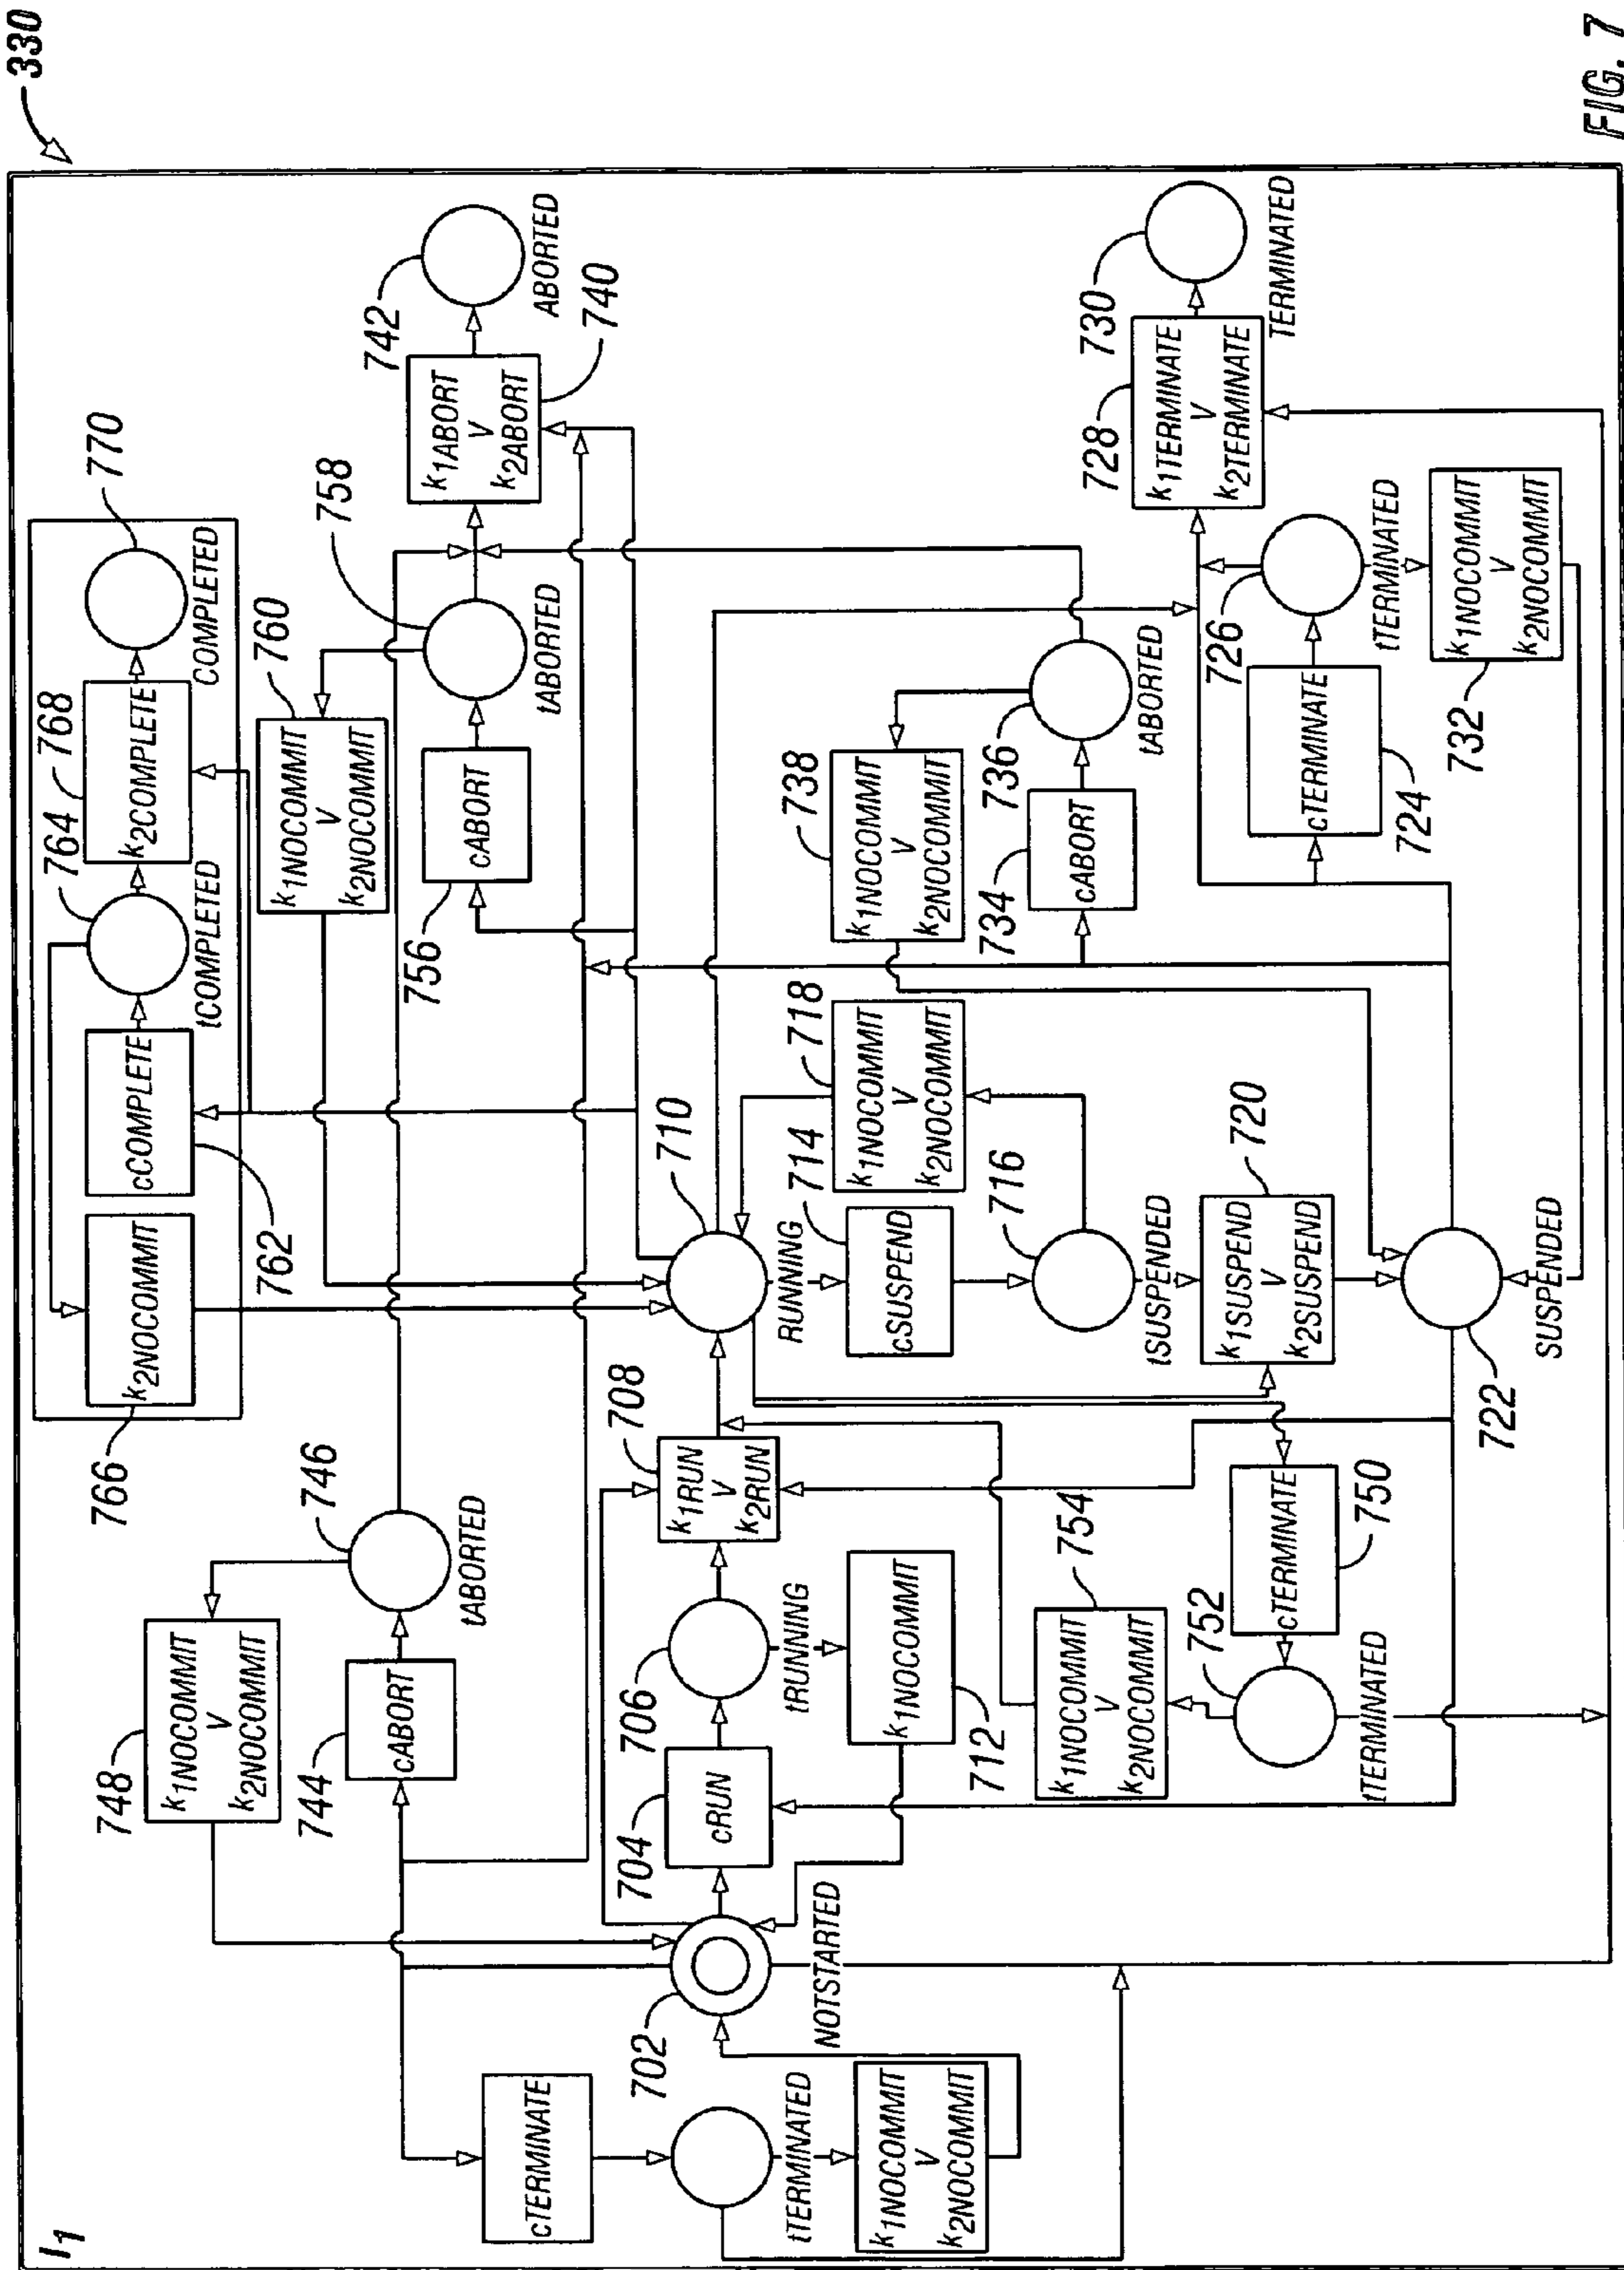 330
I1
748
k1NOCOMMIT
V
k2NOCOMMIT
744
cABORT
746
tABORTED
766
k2NOCOMMIT
762
cCOMPLETE
764
tCOMPLETED
768
k2COMPLETE
770
COMPLETED
760
k1NOCOMMIT
V
k2NOCOMMIT
756
cABORT
758
tABORTED
742
ABORTED
k1ABORT
V
k2ABORT
740
cTERMINATE
tTERMINATED
k1NOCOMMIT
V
k2NOCOMMIT
702
NOTSTARTED
704
cRUN
706
tRUNNING
k1NOCOMMIT
712
708
k1RUN
V
k2RUN
710
RUNNING
714
cSUSPEND
718
k1NOCOMMIT
V
k2NOCOMMIT
716
tSUSPENDED
720
k1SUSPEND
V
k2SUSPEND
722
SUSPENDED
754
k1NOCOMMIT
V
k2NOCOMMIT
752
tTERMINATED
cTERMINATE
750
738
k1NOCOMMIT
V
k2NOCOMMIT
734
cABORT
736
tABORTED
726
cTERMINATE
724
tTERMINATED
732
k1NOCOMMIT
V
k2NOCOMMIT
728
k1TERMINATE
V
k2TERMINATE
730
TERMINATED
FIG. 7